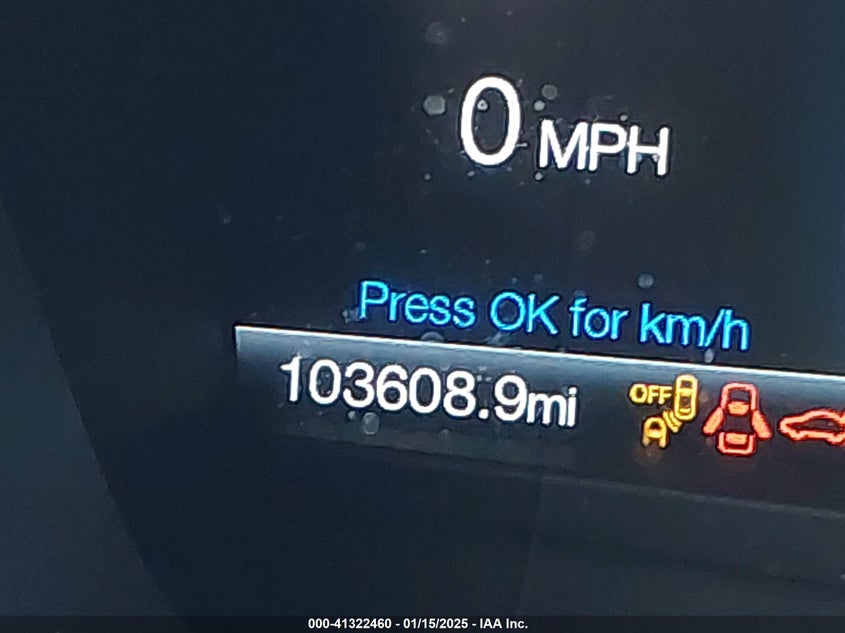 0 MPH
Press OK for km/h
103608.9mi
OFF
000-41322460 - 01/15/2025 - IAA Inc.